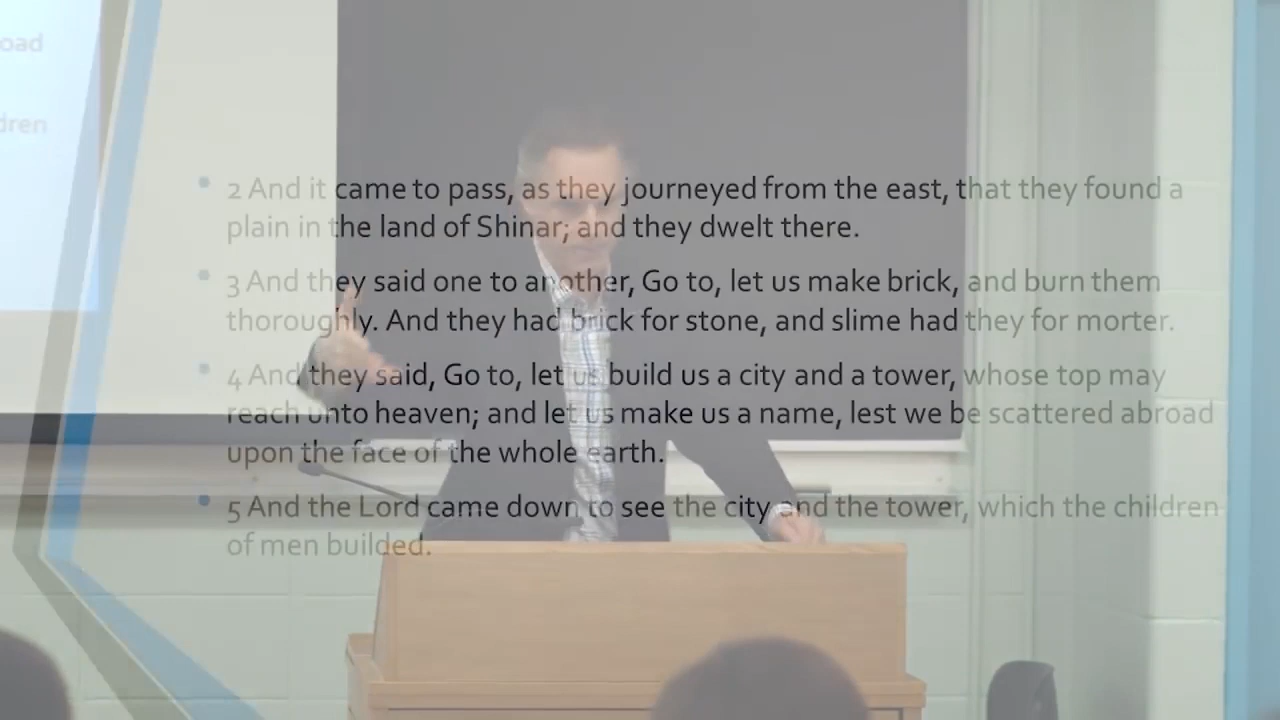 oad
dren
2 And it came to pass, as they journeyed from the east, that they found a
plain in the land of Shinar; and they dwelt there.
3 And they said one to another, Go to, let us make brick, and burn them
thoroughly. And they had brick for stone, and slime had they for morter.
4 And they said, Go to, let us build us a city and a tower, whose top may
reach unto heaven; and let us make us a name, lest we be scattered abroad
upon the face of the whole earth.
5 And the Lord came down to see the city and the tower, which the children
of men builded.